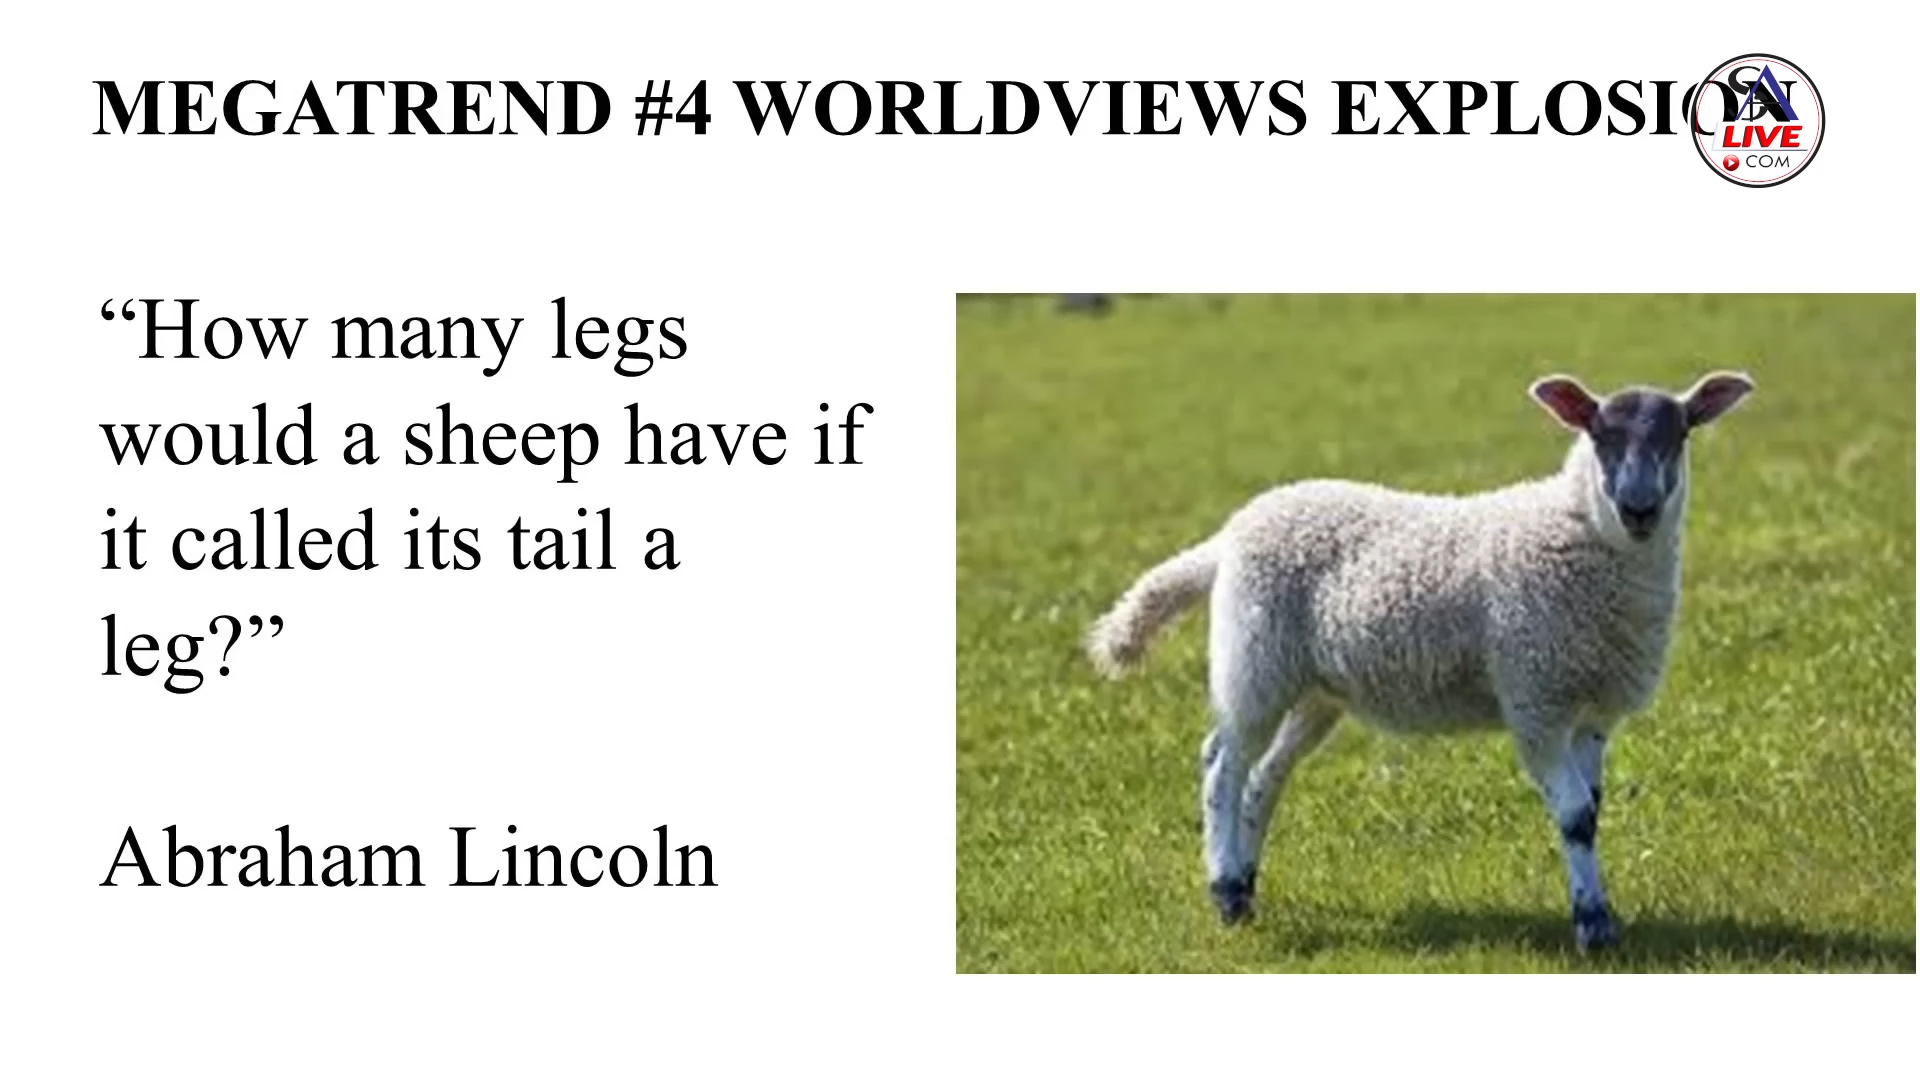 MEGATREND #4 WORLDVIEWS EXPLOSION
LIVE
COM
“How many legs
would a sheep have if
it called its tail a
leg?”
Abraham Lincoln